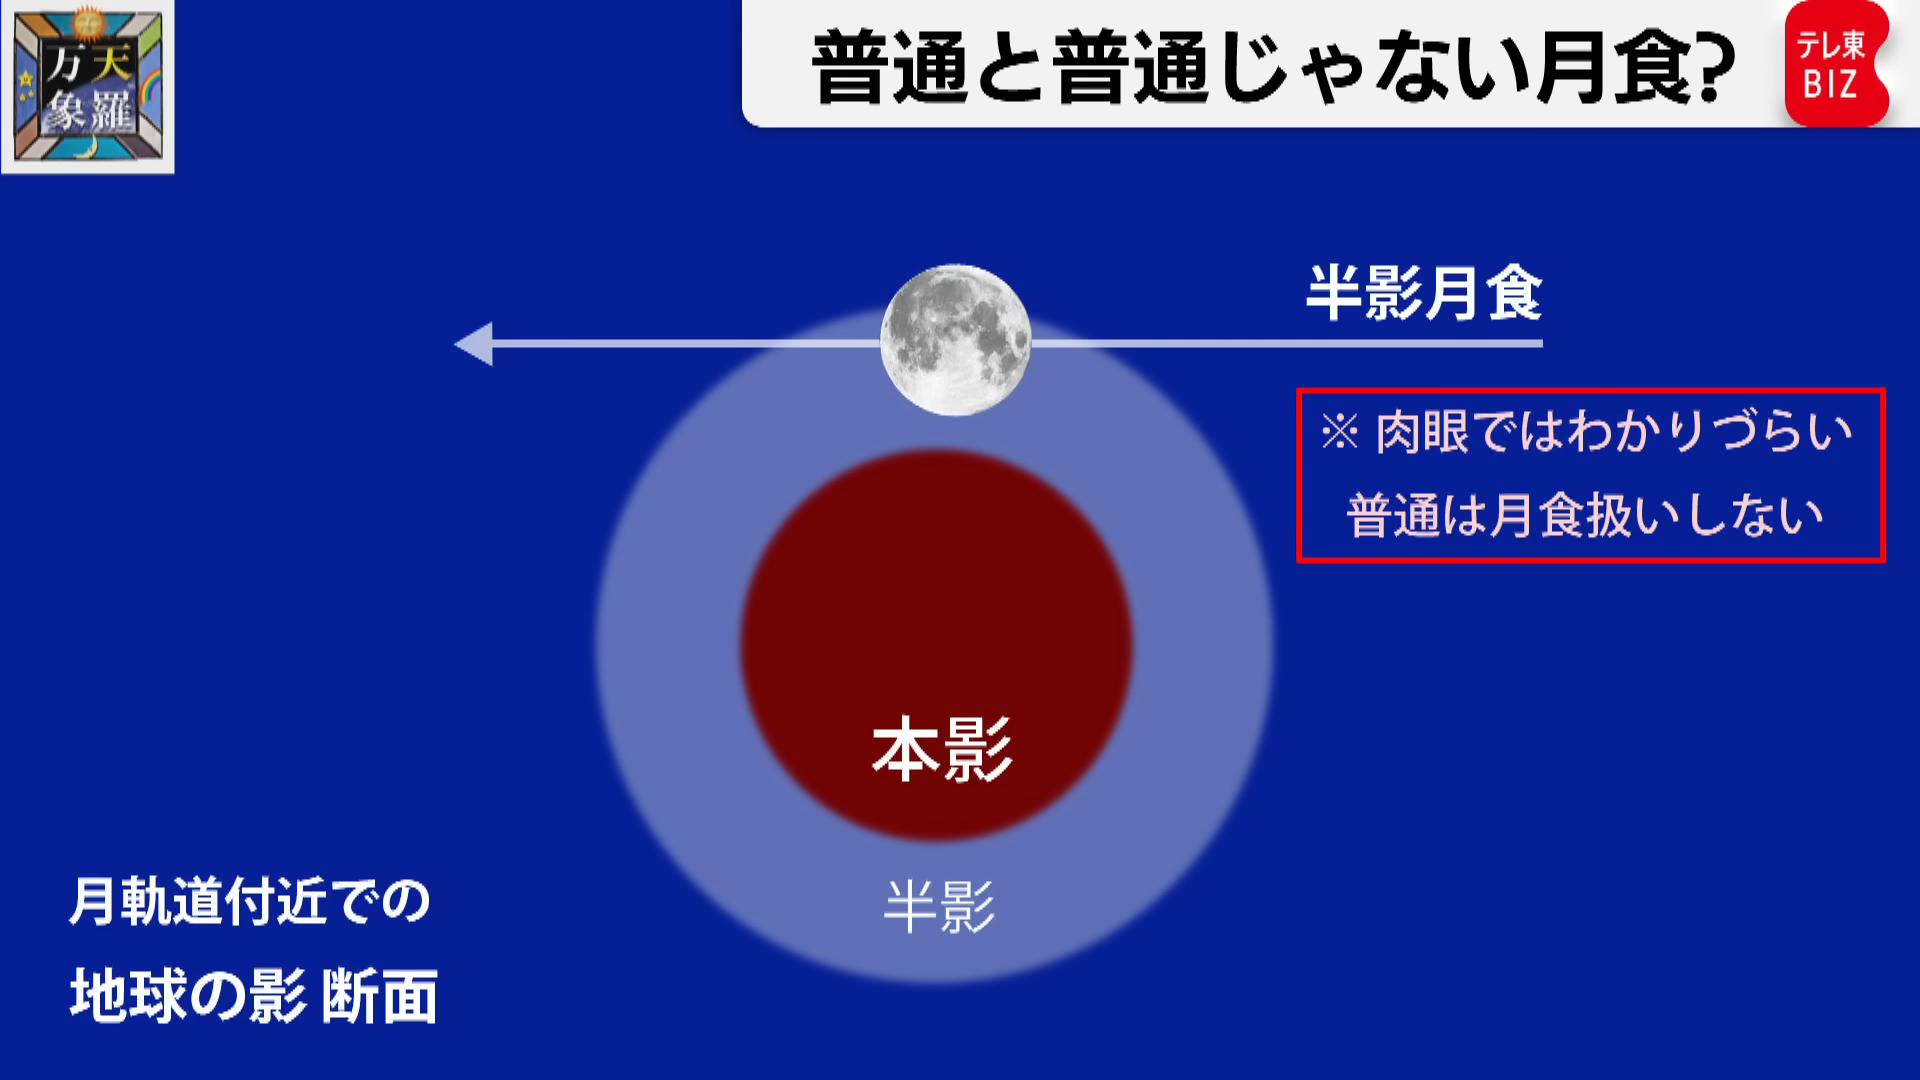 天羅
万象
普通と普通じゃない月食?
テレ東
BIZ
半影月食
※ 肉眼ではわかりづらい
普通は月食扱いしない
本影
半影
月軌道付近での
地球の影 断面